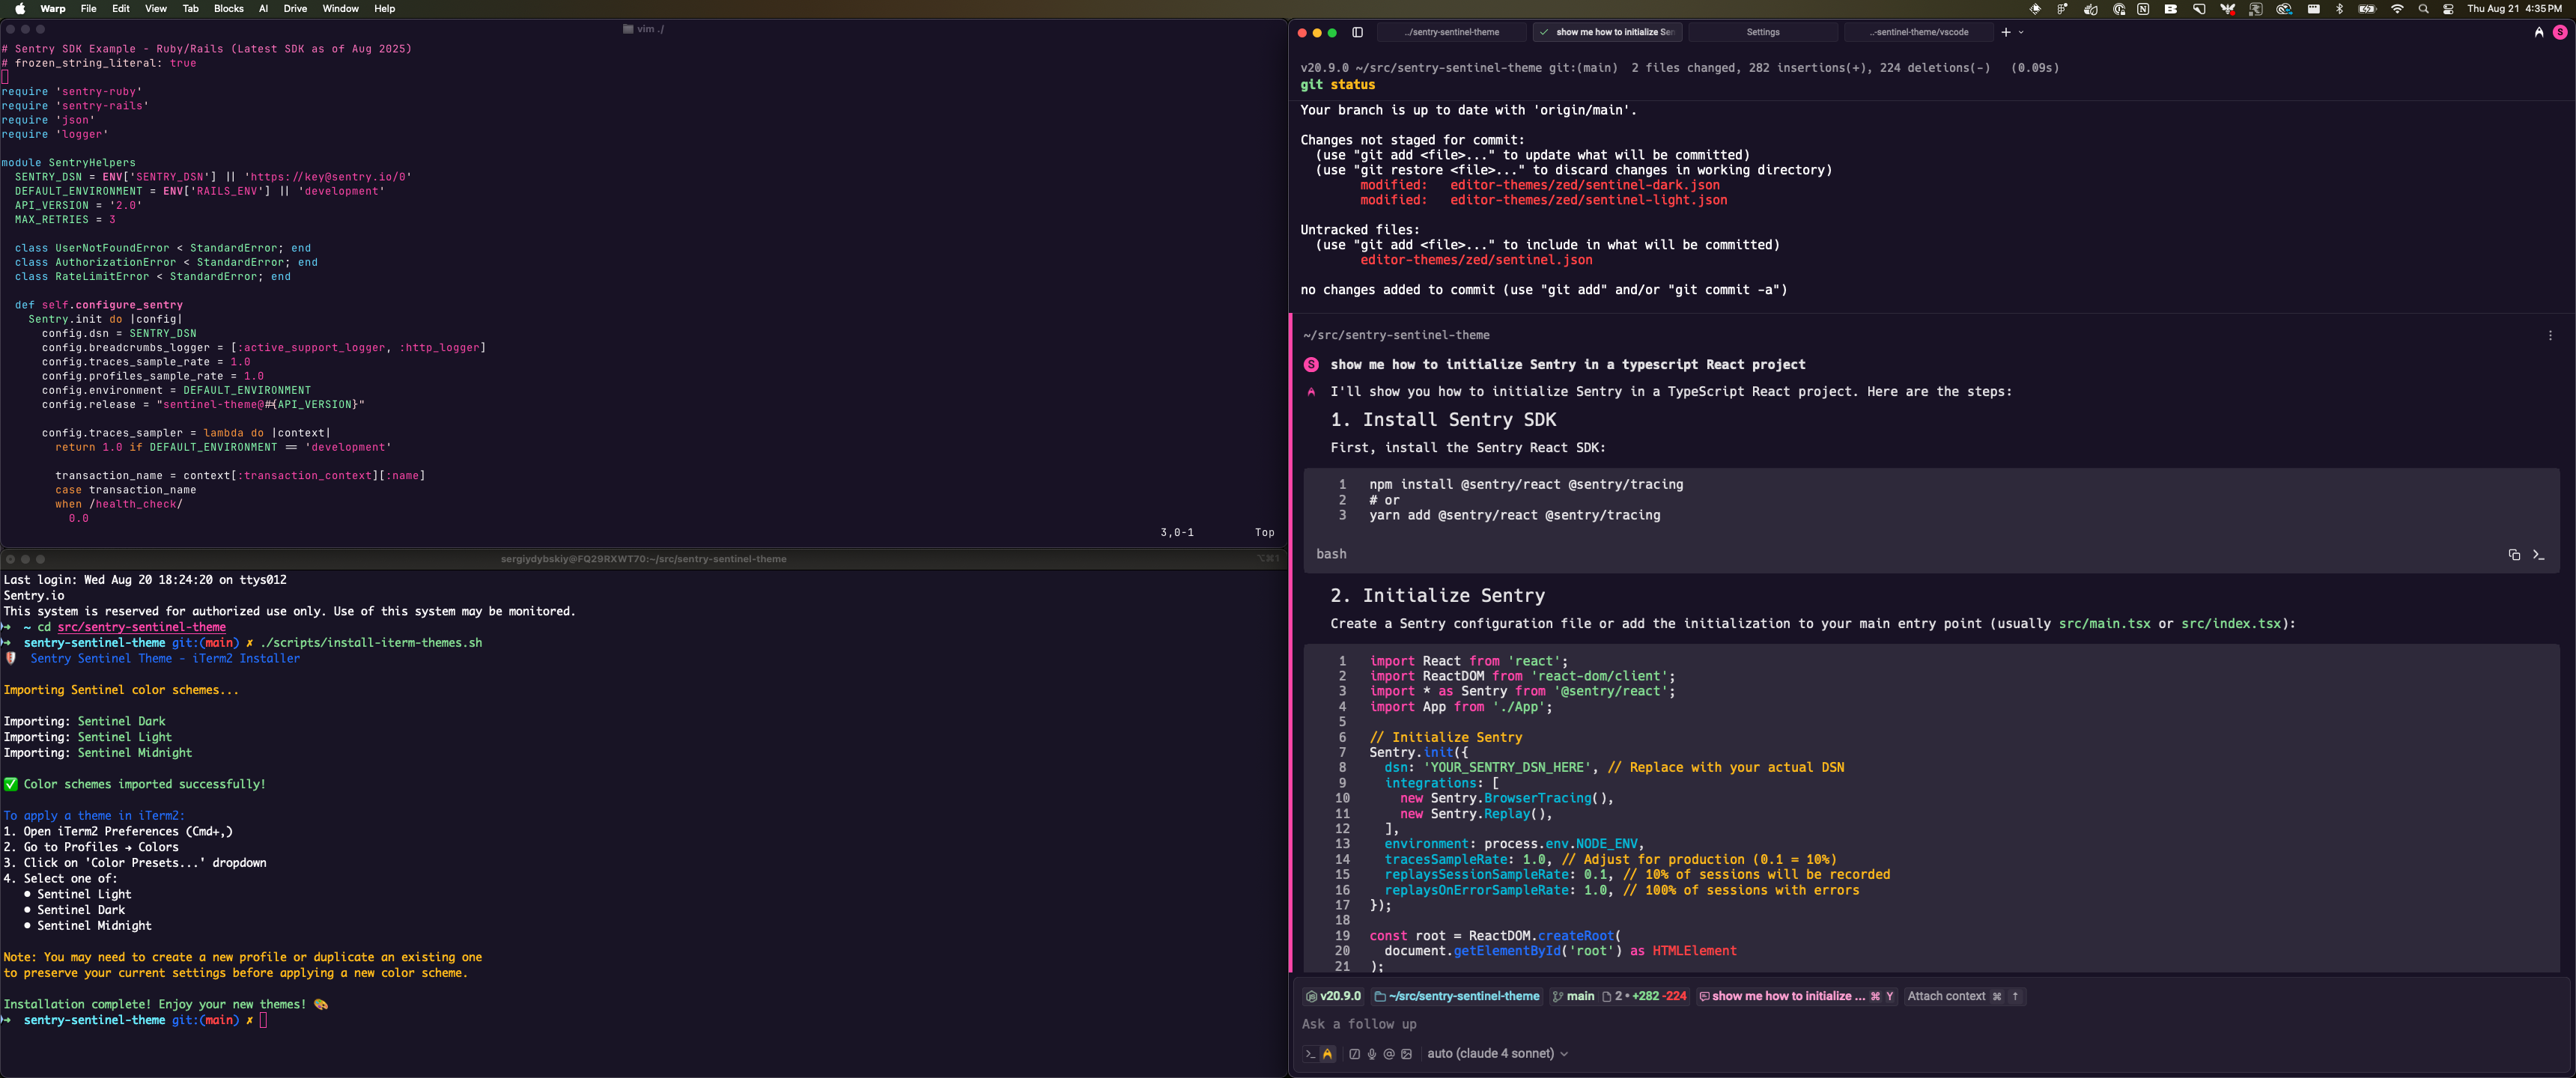 Warp File Edit View Tab Blocks AI Drive Window Help
Thu Aug 21 4:35 PM
vim ./
# Sentry SDK Example - Ruby/Rails (Latest SDK as of Aug 2025)
# frozen_string_literal: true
require 'sentry-ruby'
require 'sentry-rails'
require 'json'
require 'logger'
module SentryHelpers
SENTRY_DSN = ENV['SENTRY_DSN'] || 'https://key@sentry.io/0'
DEFAULT_ENVIRONMENT = ENV['RAILS_ENV'] || 'development'
API_VERSION = '2.0'
MAX_RETRIES = 3
class UserNotFoundError < StandardError; end
class AuthorizationError < StandardError; end
class RateLimitError < StandardError; end
def self.configure_sentry
Sentry.init do |config|
config.dsn = SENTRY_DSN
config.breadcrumbs_logger = [:active_support_logger, :http_logger]
config.traces_sample_rate = 1.0
config.profiles_sample_rate = 1.0
config.environment = DEFAULT_ENVIRONMENT
config.release = "sentinel-theme@#{API_VERSION}"
config.traces_sampler = lambda do |context|
return 1.0 if DEFAULT_ENVIRONMENT == 'development'
transaction_name = context[:transaction_context][:name]
case transaction_name
when /health_check/
0.0
3,0-1 Top
sergiydybskiy@FQ29RXWT70:~/src/sentry-sentinel-theme
⌥⌘1
Last login: Wed Aug 20 18:24:20 on ttys012
Sentry.io
This system is reserved for authorized use only. Use of this system may be monitored.
➜ ~ cd src/sentry-sentinel-theme
➜ sentry-sentinel-theme git:(main) ✗ ./scripts/install-iterm-themes.sh
Sentry Sentinel Theme - iTerm2 Installer
Importing Sentinel color schemes...
Importing: Sentinel Dark
Importing: Sentinel Light
Importing: Sentinel Midnight
✅ Color schemes imported successfully!
To apply a theme in iTerm2:
1. Open iTerm2 Preferences (Cmd+,)
2. Go to Profiles → Colors
3. Click on 'Color Presets...' dropdown
4. Select one of:
• Sentinel Light
• Sentinel Dark
• Sentinel Midnight
Note: You may need to create a new profile or duplicate an existing one
to preserve your current settings before applying a new color scheme.
Installation complete! Enjoy your new themes! 🎨
➜ sentry-sentinel-theme git:(main) ✗
../sentry-sentinel-theme
show me how to initialize Sen
Settings
..-sentinel-theme/vscode
S
v20.9.0 ~/src/sentry-sentinel-theme git:(main) 2 files changed, 282 insertions(+), 224 deletions(-) (0.09s)
git status
Your branch is up to date with 'origin/main'.
Changes not staged for commit:
(use "git add <file>..." to update what will be committed)
(use "git restore <file>..." to discard changes in working directory)
modified: editor-themes/zed/sentinel-dark.json
modified: editor-themes/zed/sentinel-light.json
Untracked files:
(use "git add <file>..." to include in what will be committed)
editor-themes/zed/sentinel.json
no changes added to commit (use "git add" and/or "git commit -a")
~/src/sentry-sentinel-theme
S show me how to initialize Sentry in a typescript React project
I'll show you how to initialize Sentry in a TypeScript React project. Here are the steps:
1. Install Sentry SDK
First, install the Sentry React SDK:
1 npm install @sentry/react @sentry/tracing
2 # or
3 yarn add @sentry/react @sentry/tracing
bash
2. Initialize Sentry
Create a Sentry configuration file or add the initialization to your main entry point (usually src/main.tsx or src/index.tsx):
1 import React from 'react';
2 import ReactDOM from 'react-dom/client';
3 import * as Sentry from '@sentry/react';
4 import App from './App';
5
6 // Initialize Sentry
7 Sentry.init({
8 dsn: 'YOUR_SENTRY_DSN_HERE', // Replace with your actual DSN
9 integrations: [
10 new Sentry.BrowserTracing(),
11 new Sentry.Replay(),
12 ],
13 environment: process.env.NODE_ENV,
14 tracesSampleRate: 1.0, // Adjust for production (0.1 = 10%)
15 replaysSessionSampleRate: 0.1, // 10% of sessions will be recorded
16 replaysOnErrorSampleRate: 1.0, // 100% of sessions with errors
17 });
18
19 const root = ReactDOM.createRoot(
20 document.getElementById('root') as HTMLElement
21 );
v20.9.0 ~/src/sentry-sentinel-theme main 2 • +282 -224 show me how to initialize ... ⌘ Y Attach context ⌘ ↑
Ask a follow up
auto (claude 4 sonnet)